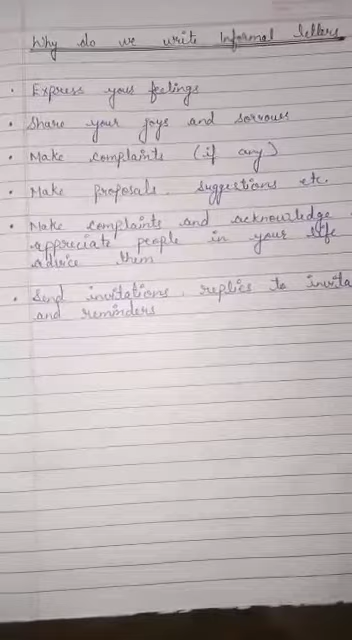 Why do we write Informal letters
• Express your feelings
• Share your joys and sorrows
• Make complaints (if any)
• Make proposals, suggestions etc.
• Make complaints and acknowledge
appreciate people in your life
advice them
• Send invitations, replies to invita
and reminders